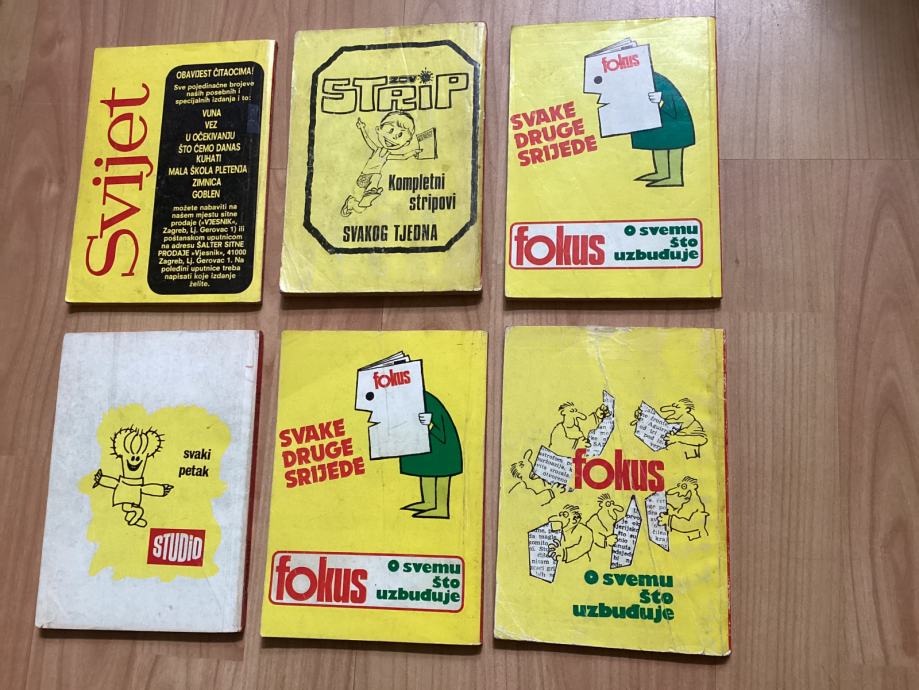 Svijet
OBAVIJEST ČITAOCIMA!
Sve pojedinačne brojeve
naših posebnih i
specijalnih izdanja i to:
VUNA
VEZ
U OČEKIVANJU
ŠTO ĆEMO DANAS
KUHATI
MALA ŠKOLA PLETENJA
ZIMNICA
GOBLEN
možete nabaviti na
našem mjestu sitne
prodaje («VJESNIK»,
Zagreb, Lj. Gerovac 1) ili
poštanskom uputnicom
na adresu ŠALTER SITNE
PRODAJE »Vjesnik«, 41000
Zagreb, Lj. Gerovac 1. Na
poleđini uputnice treba
napisati koje izdanje
želite.
STRIP
Kompletni
stripovi
SVAKOG TJEDNA
fokus
SVAKE
DRUGE
SRIJEDE
fokus
O svemu
što
uzbuđuje
svaki
petak
STUDIO
fokus
SVAKE
DRUGE
SRIJEDE
fokus
O svemu
što
uzbuđuje
fokus
O svemu
što
uzbuđuje